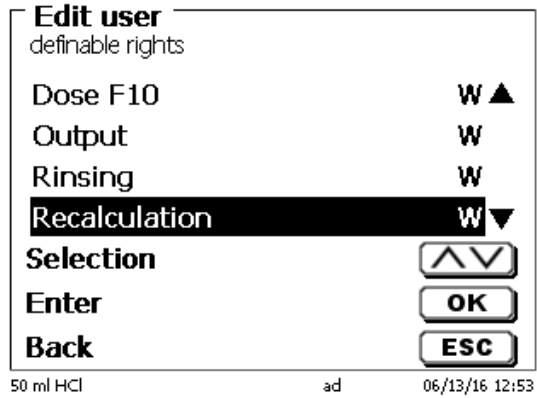 Edit user
definable rights
Dose F10 W ▲
Output W
Rinsing W
Recalculation W ▼
Selection
Enter OK
Back ESC
50 ml HCl ad 06/13/16 12:53